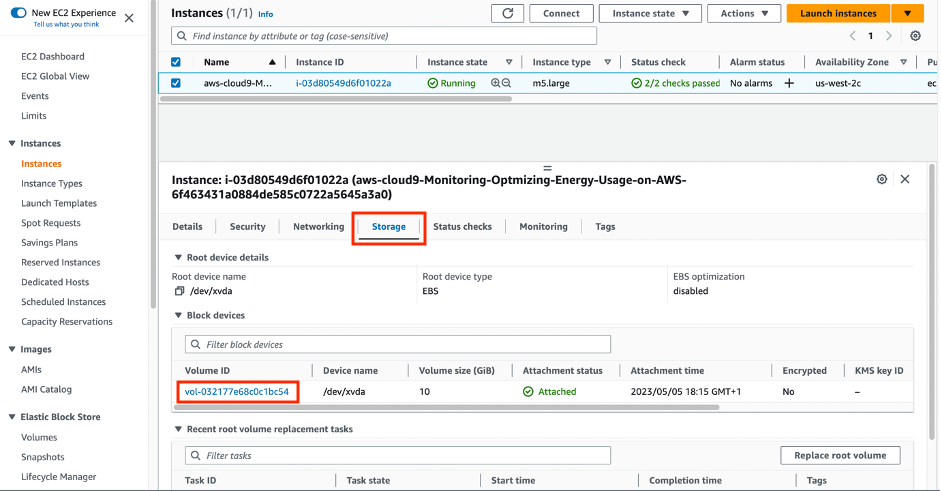 New EC2 Experience
Tell us what you think
EC2 Dashboard
EC2 Global View
Events
Limits
Instances
Instances
Instance Types
Launch Templates
Spot Requests
Savings Plans
Reserved Instances
Dedicated Hosts
Scheduled Instances
Capacity Reservations
Images
AMIs
AMI Catalog
Elastic Block Store
Volumes
Snapshots
Lifecycle Manager
Instances (1/1) Info
Connect Instance state Actions Launch instances
Find instance by attribute or tag (case-sensitive)
1
Name Instance ID Instance state Instance type Status check Alarm status Availability Zone Pu
aws-cloud9-M... i-03d80549d6f01022a Running m5.large 2/2 checks passed No alarms + us-west-2c ec
Instance: i-03d80549d6f01022a (aws-cloud9-Monitoring-Optmizing-Energy-Usage-on-AWS-
6f463431a0884de585c0722a5645a3a0)
Details Security Networking Storage Status checks Monitoring Tags
Root device details
Root device name Root device type EBS optimization
/dev/xvda EBS disabled
Block devices
Filter block devices
Volume ID Device name Volume size (GiB) Attachment status Attachment time Encrypted KMS key ID
vol-032177e68c0c1bc54 /dev/xvda 10 Attached 2023/05/05 18:15 GMT+1 No –
Recent root volume replacement tasks
Filter tasks Replace root volume
Task ID Task state Start time Completion time Tags